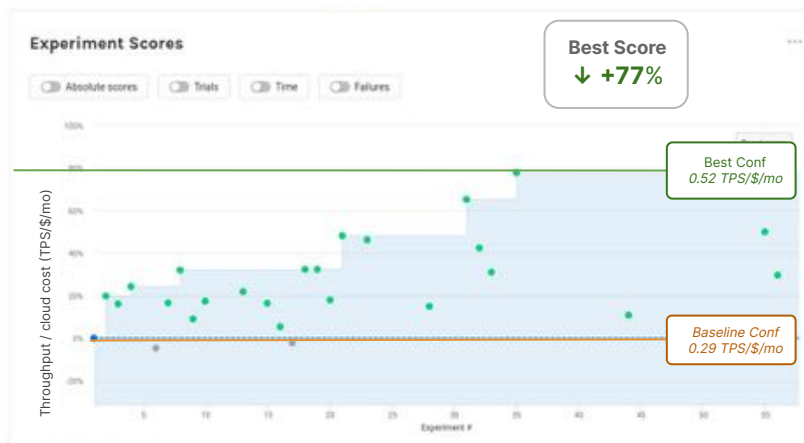 Experiment Scores
Best Score
↓ +77%
Absolute scores
Trials
Time
Failures
Throughput / cloud cost (TPS/$/mo)
100%
80%
60%
40%
20%
0%
-20%
Best Conf
0.52 TPS/$/mo
Baseline Conf
0.29 TPS/$/mo
5
10
15
20
25
30
35
40
45
50
55
Experiment #